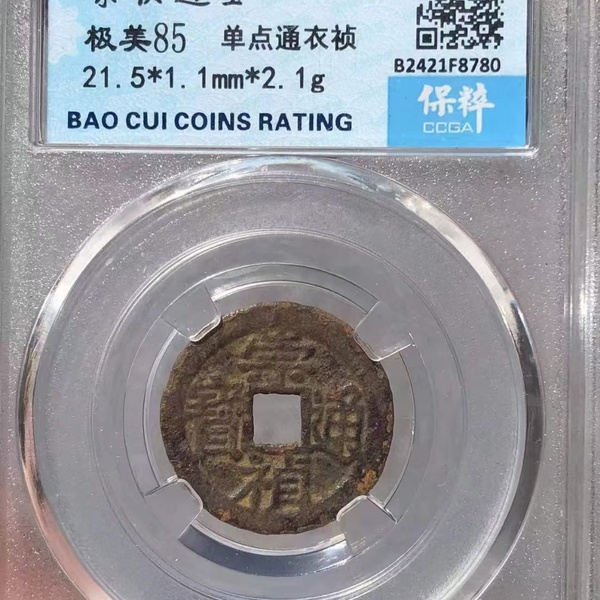 极美85 单点通衣祯
21.5*1.1mm*2.1g
B2421F8780
保粹
CCGA
BAO CUI COINS RATING
崇
寶 通
禎